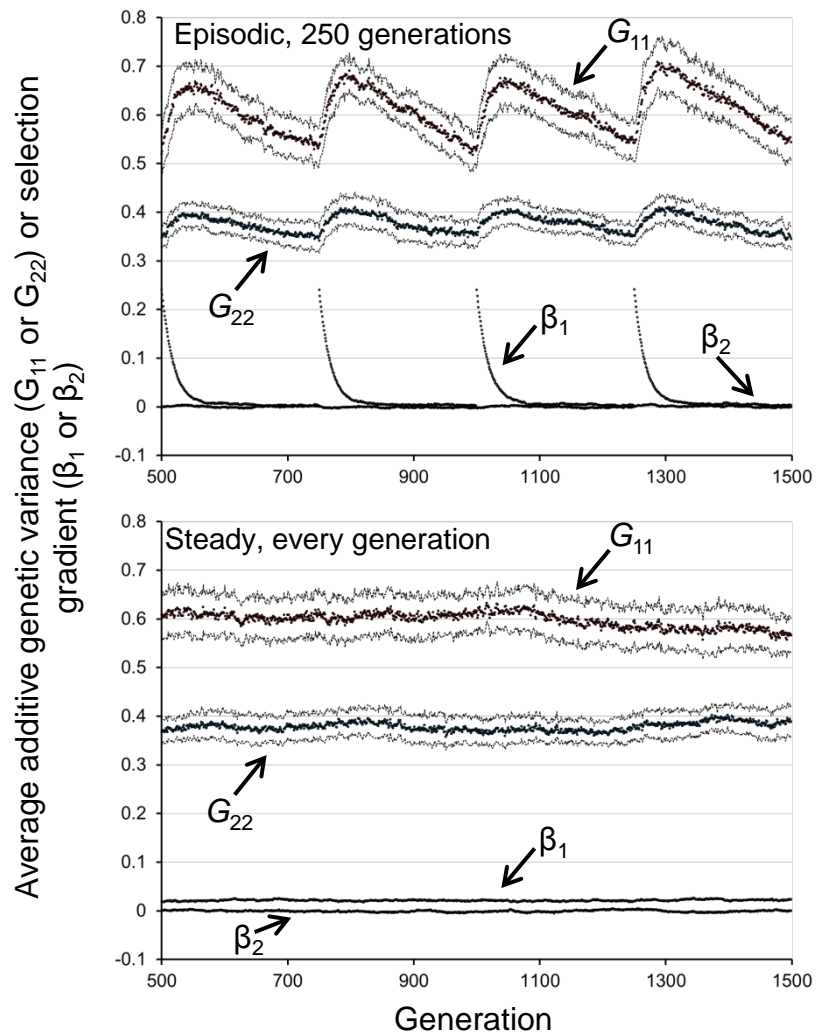 Average additive genetic variance (G₁₁ or G₂₂) or selection
gradient (β₁ or β₂)
Episodic, 250 generations
G₁₁
0.8
0.7
0.6
0.5
0.4
0.3
G₂₂
0.2
β₁
β₂
0.1
0
-0.1
500 700 900 1100 1300 1500
Steady, every generation
G₁₁
0.8
0.7
0.6
0.5
0.4
0.3
G₂₂
0.2
β₁
0.1
0
β₂
-0.1
500 700 900 1100 1300 1500
Generation